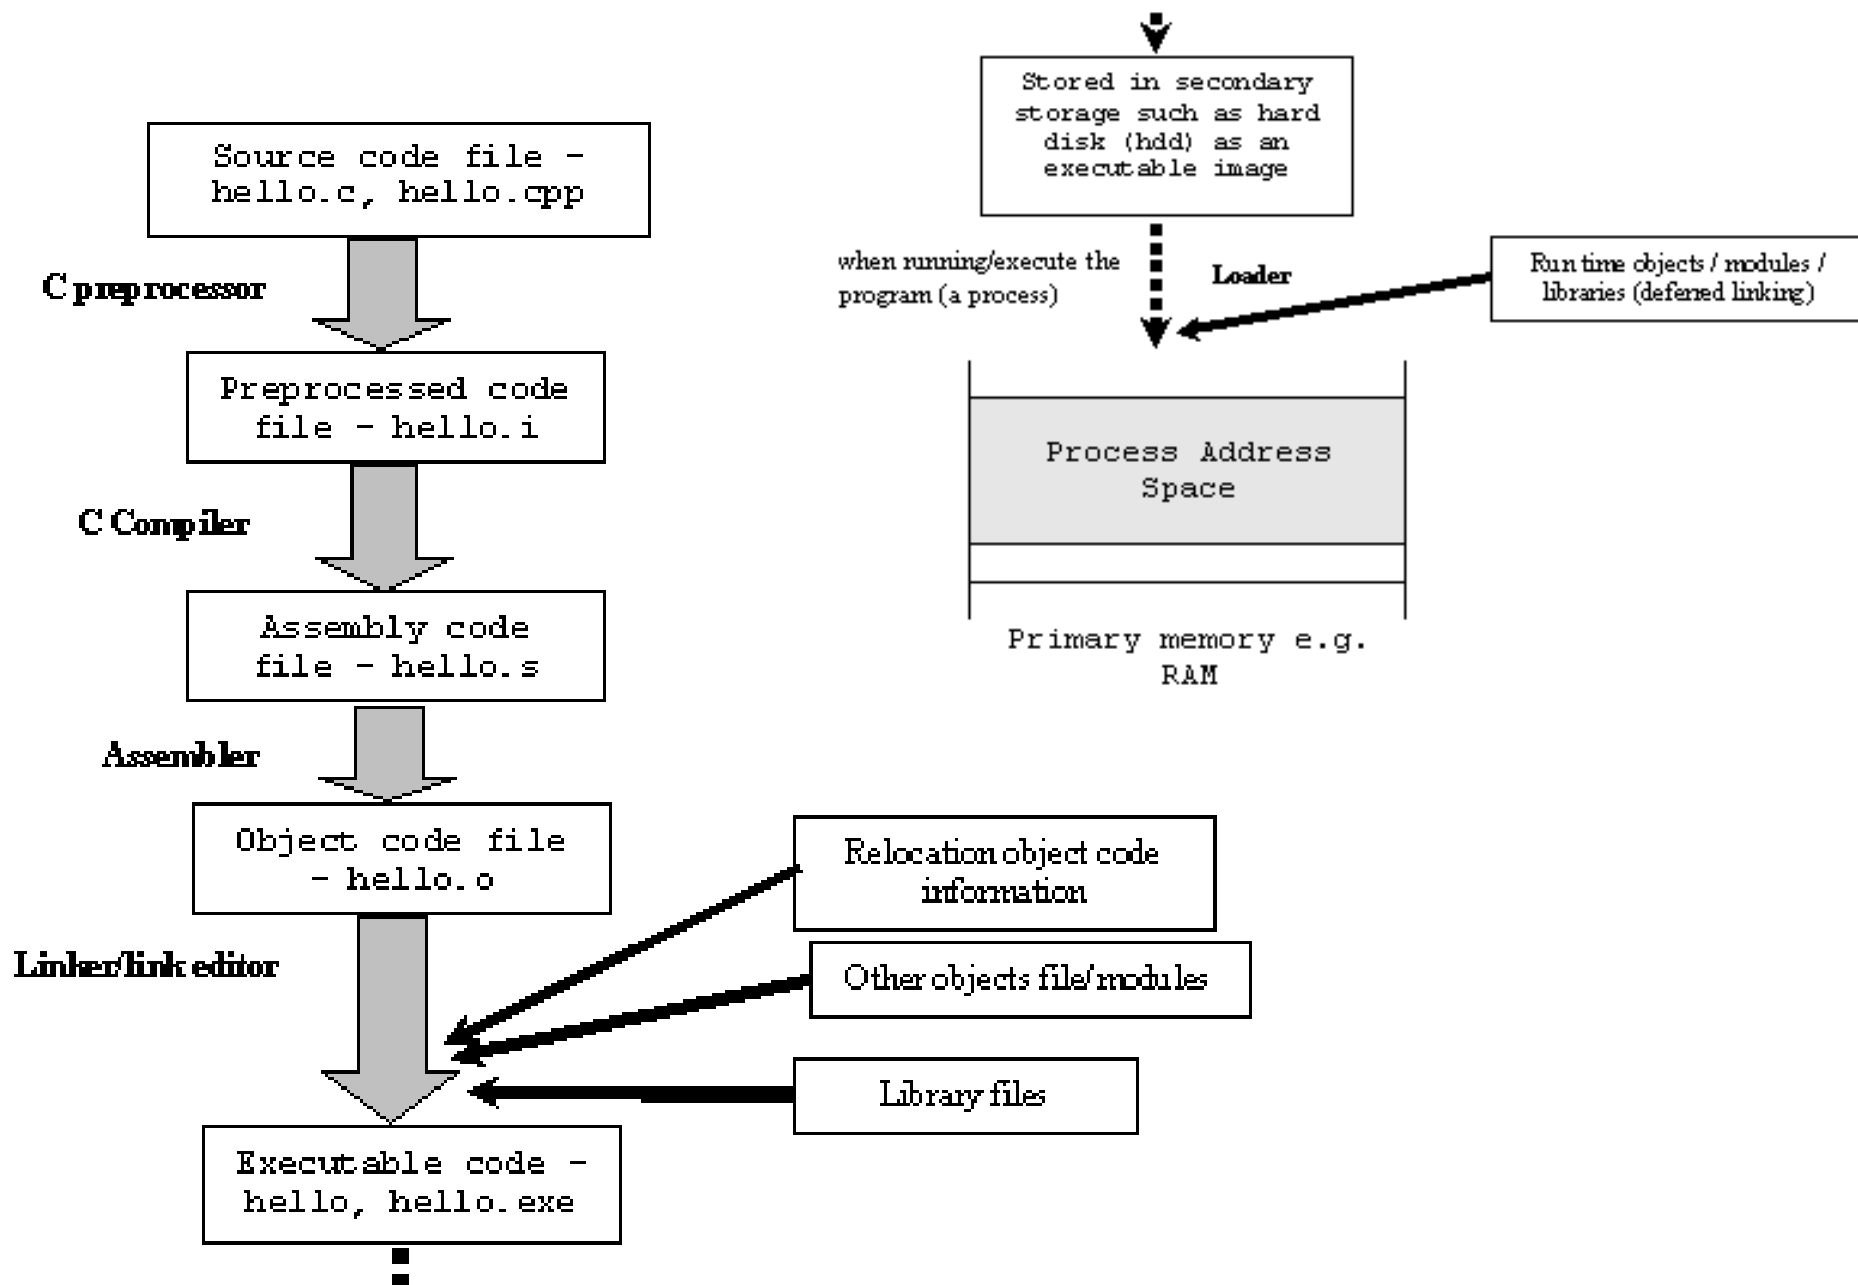 Source code file -
hello.c, hello.cpp
C preprocessor
Preprocessed code
file - hello.i
C Compiler
Assembly code
file - hello.s
Assembler
Object code file
- hello.o
Linker/link editor
Relocation object code
information
Other objects file/modules
Library files
Executable code -
hello, hello.exe
Stored in secondary
storage such as hard
disk (hdd) as an
executable image
when running/execute the
program (a process)
Loader
Run time objects / modules /
libraries (deferred linking)
Process Address
Space
Primary memory e.g.
RAM